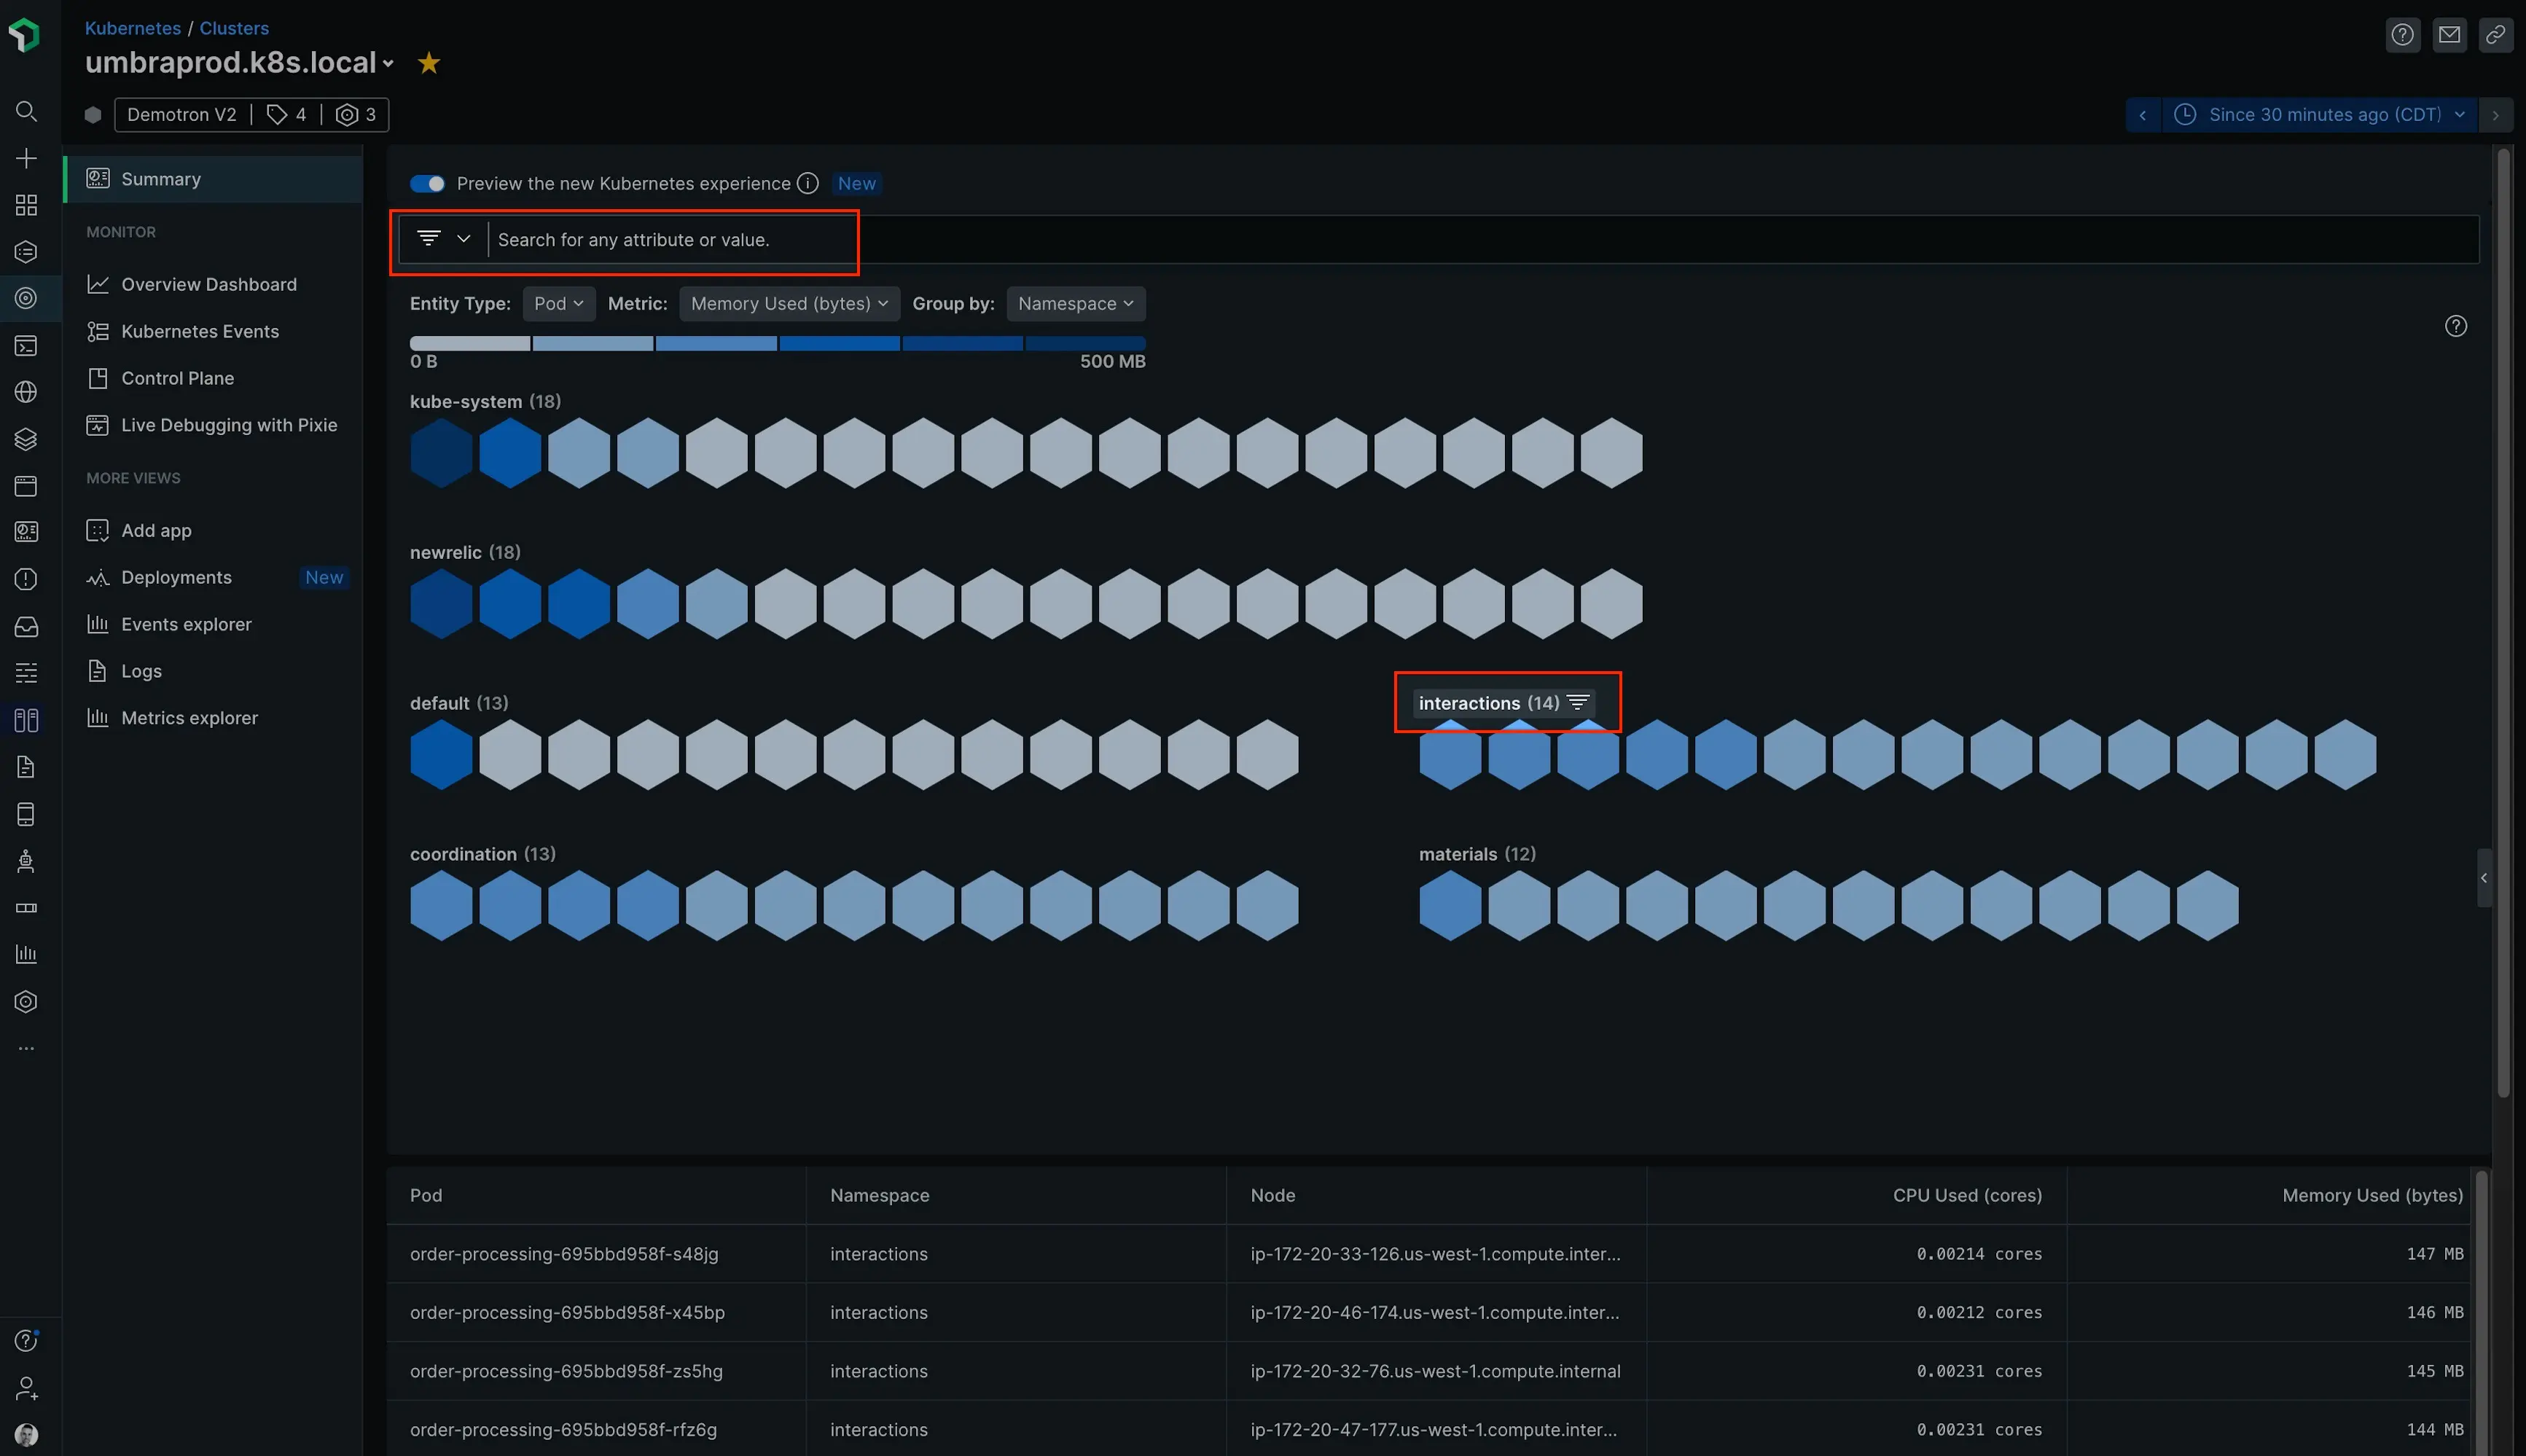 Kubernetes / Clusters
umbraprod.k8s.local
Demotron V2 | 4 | 3
Since 30 minutes ago (CDT)
Summary
MONITOR
Overview Dashboard
Kubernetes Events
Control Plane
Live Debugging with Pixie
MORE VIEWS
Add app
Deployments New
Events explorer
Logs
Metrics explorer
Preview the new Kubernetes experience New
Search for any attribute or value.
Entity Type: Pod Metric: Memory Used (bytes) Group by: Namespace
0 B 500 MB
kube-system (18)
newrelic (18)
default (13) interactions (14)
coordination (13) materials (12)
Pod Namespace Node CPU Used (cores) Memory Used (bytes)
order-processing-695bbd958f-s48jg interactions ip-172-20-33-126.us-west-1.compute.inter... 0.00214 cores 147 MB
order-processing-695bbd958f-x45bp interactions ip-172-20-46-174.us-west-1.compute.inter... 0.00212 cores 146 MB
order-processing-695bbd958f-zs5hg interactions ip-172-20-32-76.us-west-1.compute.internal 0.00231 cores 145 MB
order-processing-695bbd958f-rfz6g interactions ip-172-20-47-177.us-west-1.compute.inter... 0.00231 cores 144 MB